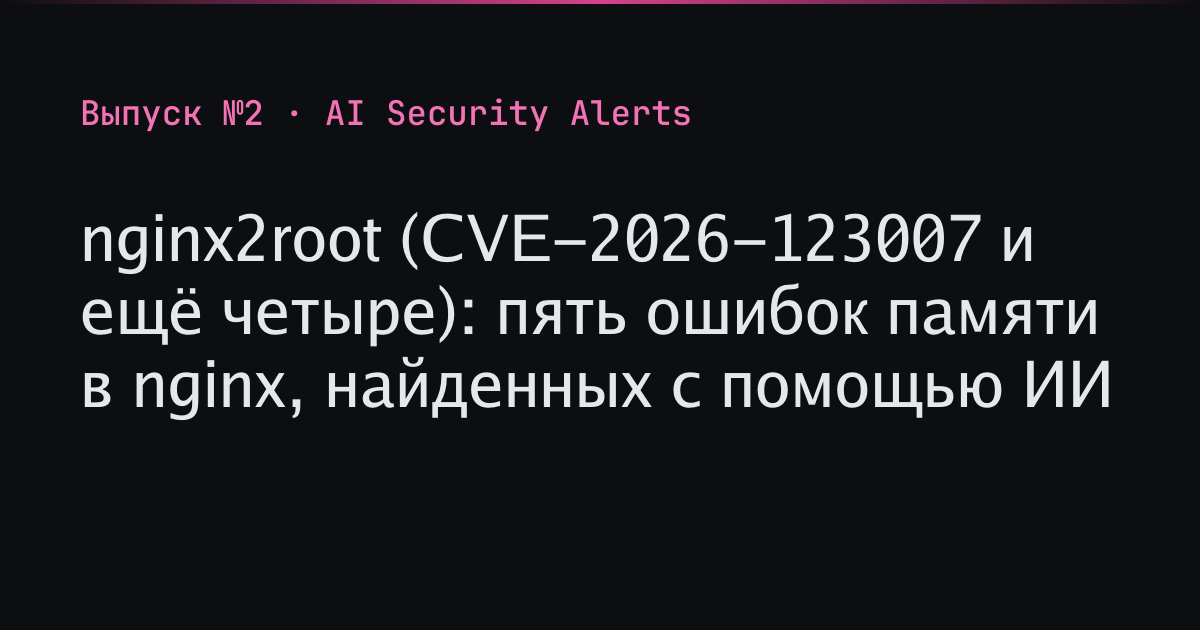 Выпуск №2 · AI Security Alerts
nginx2root (CVE-2026-123007 и
ещё четыре): пять ошибок памяти
в nginx, найденных с помощью ИИ